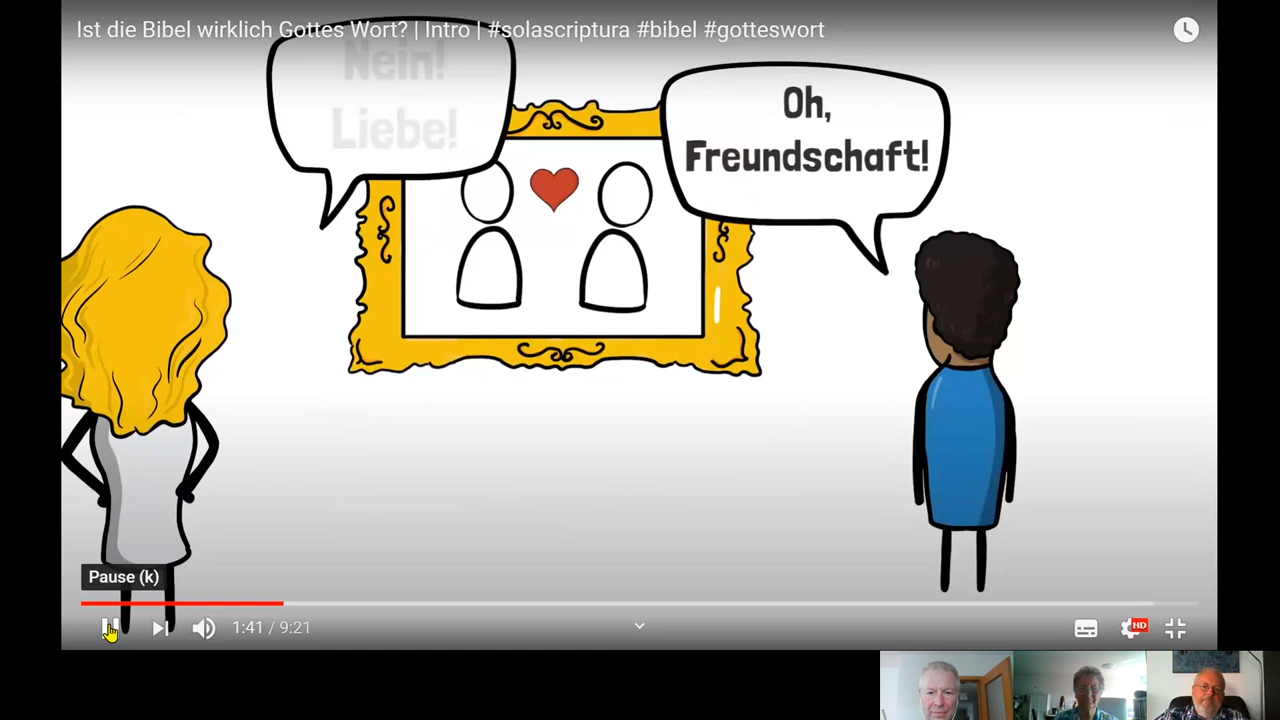 Ist die Bibel wirklich Gottes Wort? | Intro | #solascriptura #bibel #gotteswort
Nein!
Liebe!
Oh,
Freundschaft!
Pause (k)
1:41 / 9:21
HD